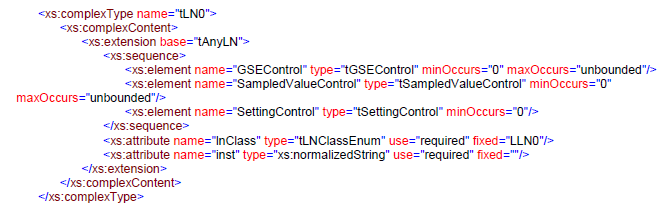 <xs:complexType name="tLN0">
<xs:complexContent>
<xs:extension base="tAnyLN">
<xs:sequence>
<xs:element name="GSEControl" type="tGSEControl" minOccurs="0" maxOccurs="unbounded"/>
<xs:element name="SampledValueControl" type="tSampledValueControl" minOccurs="0"
maxOccurs="unbounded"/>
<xs:element name="SettingControl" type="tSettingControl" minOccurs="0"/>
</xs:sequence>
<xs:attribute name="lnClass" type="tLNClassEnum" use="required" fixed="LLN0"/>
<xs:attribute name="inst" type="xs:normalizedString" use="required" fixed=""/>
</xs:extension>
</xs:complexContent>
</xs:complexType>